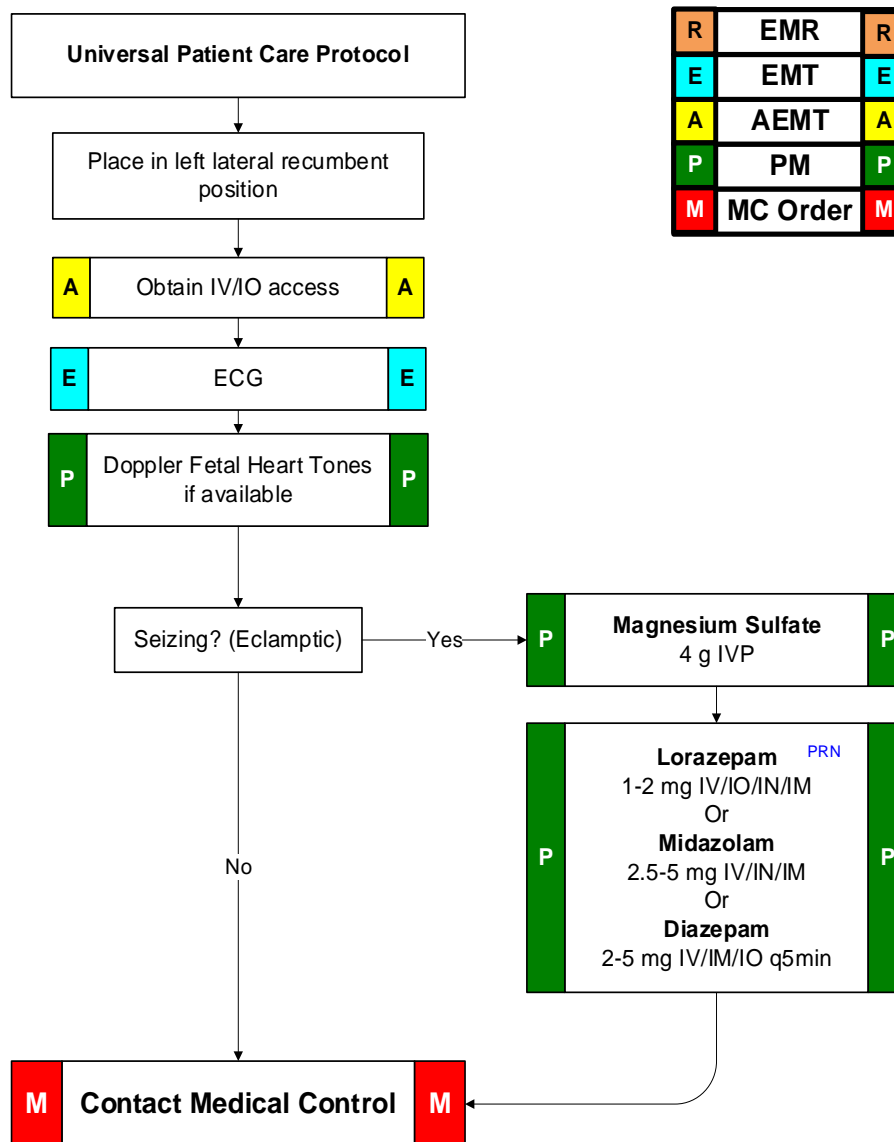 Universal Patient Care Protocol
R EMR R
E EMT E
A AEMT A
P PM P
M MC Order M
Place in left lateral recumbent
position
A Obtain IV/IO access A
E ECG E
P Doppler Fetal Heart Tones P
if available
Seizing? (Eclamptic)
Yes
P Magnesium Sulfate P
4 g IVP
Lorazepam PRN
1-2 mg IV/IO/IN/IM
Or
Midazolam
P 2.5-5 mg IV/IN/IM P
Or
Diazepam
2-5 mg IV/IM/IO q5min
No
M Contact Medical Control M